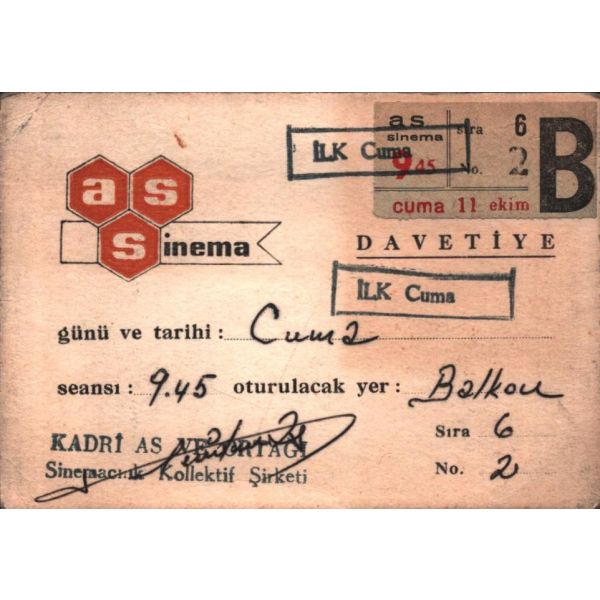 as
sinema
sıra 6
İLK Cuma
9.45
No. 2
B
cuma 11 ekim
as
sinema
DAVETİYE
İLK Cuma
günü ve tarihi : Cuma
seansı : 9.45 oturulacak yer : Balkon
KADRİ AS VE ORTAĞI
Sıra 6
Sinemacılık Kollektif Şirketi
No. 2